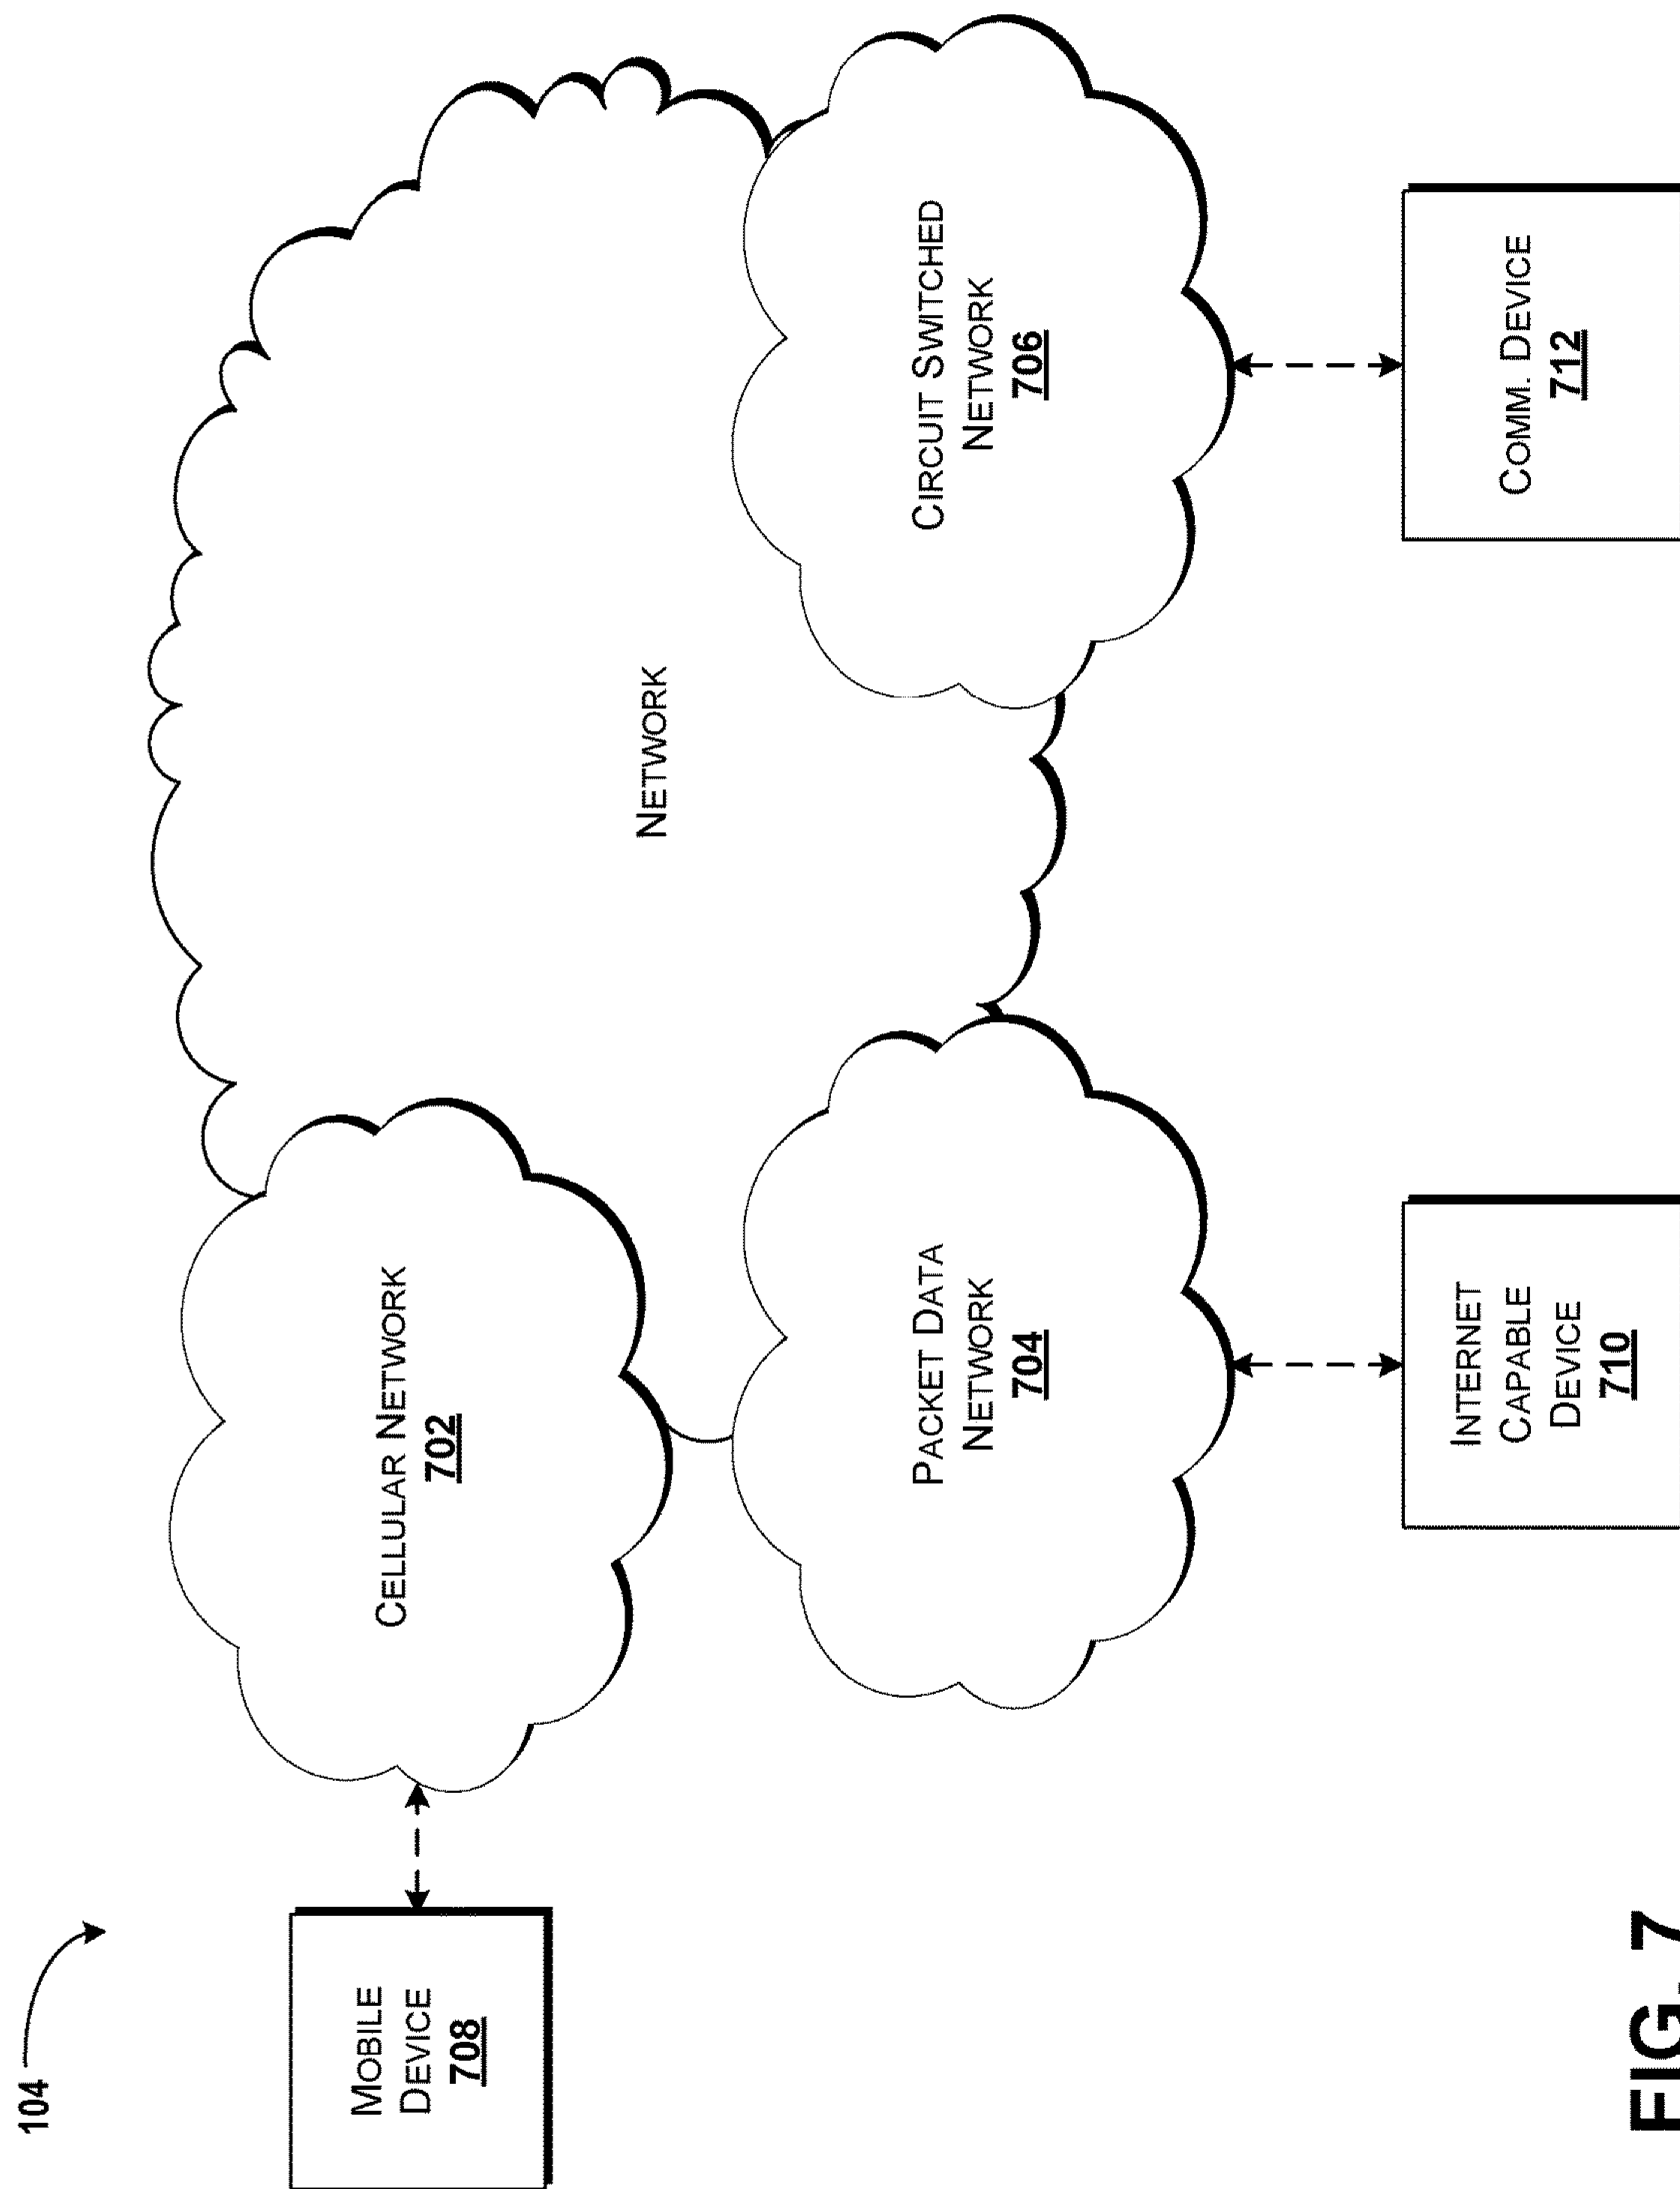 104
MOBILE
DEVICE
708
CELLULAR NETWORK
702
NETWORK
PACKET DATA
NETWORK
704
CIRCUIT SWITCHED
NETWORK
706
INTERNET
CAPABLE
DEVICE
710
COMM. DEVICE
712
FIG. 7